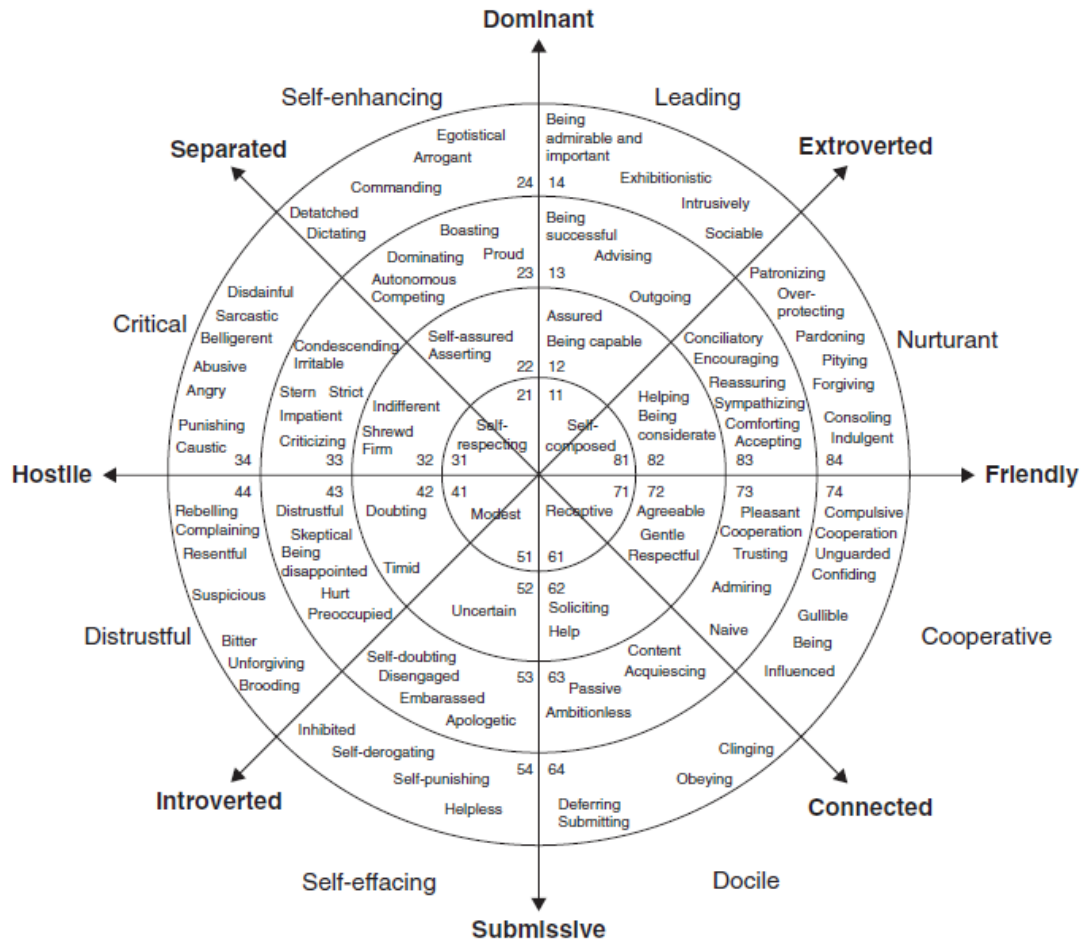 Dominant
Self-enhancing
Leading
Separated
Extroverted
Egotistical
Arrogant
Commanding
Detatched
Dictating
24
14
Being
admirable and
important
Exhibitionistic
Intrusively
Sociable
Boasting
Proud
Dominating
Autonomous
Competing
23
13
Being
successful
Advising
Outgoing
Critical
Disdainful
Sarcastic
Belligerent
Abusive
Angry
Punishing
Caustic
34
Condescending
Irritable
Stern Strict
Impatient
Criticizing
33
Self-assured
Asserting
22
12
Assured
Being capable
Indifferent
Shrewd
Firm
32
21
11
Self-
respecting
31
Self-
composed
81
Helping
Being
considerate
82
Conciliatory
Encouraging
Reassuring
Sympathizing
Comforting
Accepting
83
Patronizing
Over-
protecting
Pardoning
Pitying
Forgiving
Consoling
Indulgent
84
Nurturant
Hostile
Friendly
44
Rebelling
Complaining
Resentful
Suspicious
Bitter
Unforgiving
Brooding
Distrustful
43
Distrustful
Skeptical
Being
disappointed
Hurt
Preoccupied
42
Doubting
Timid
41
Modest
51
71
Receptive
61
72
Agreeable
Gentle
Respectful
73
Pleasant
Cooperation
Trusting
Admiring
Naive
74
Compulsive
Cooperation
Unguarded
Confiding
Gullible
Being
Influenced
Cooperative
52
62
Uncertain
Soliciting
Help
Self-doubting
Disengaged
Embarassed
Apologetic
53
63
Content
Acquiescing
Passive
Ambitionless
Inhibited
Self-derogating
Self-punishing
Helpless
54
64
Clinging
Obeying
Deferring
Submitting
Introverted
Connected
Self-effacing
Docile
Submissive